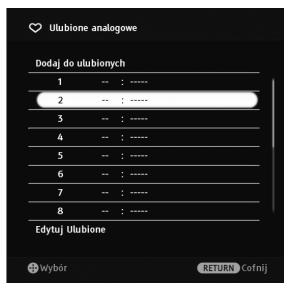 Ulubione analogowe
Dodaj do ulubionych
1 -- : -----
2 -- : -----
3 -- : -----
4 -- : -----
5 -- : -----
6 -- : -----
7 -- : -----
8 -- : -----
Edytuj Ulubione
Wybór RETURN Cofnij